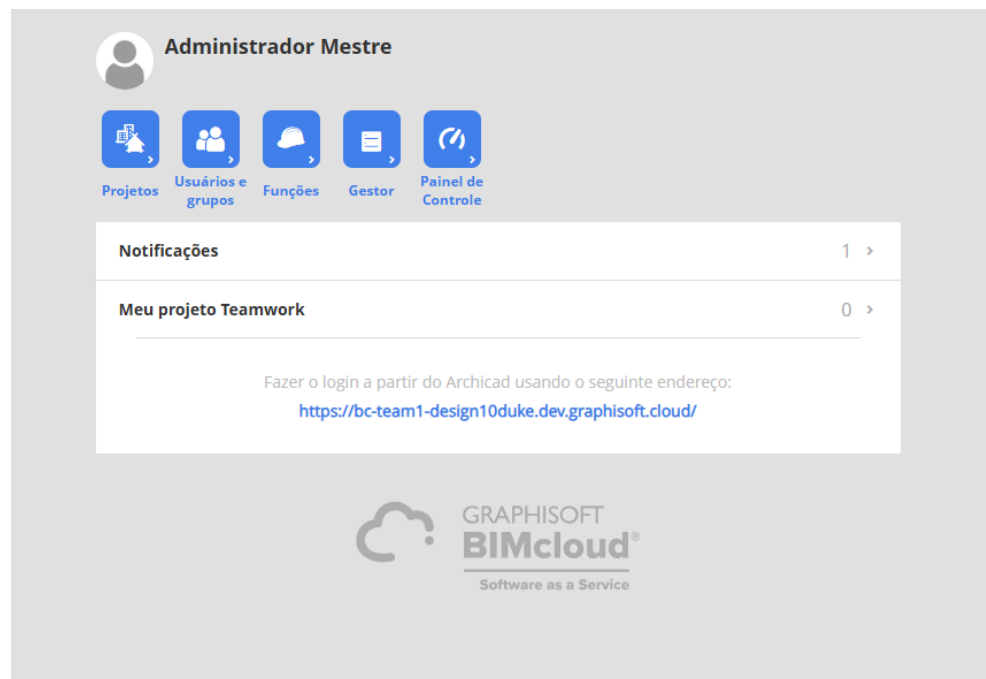 Administrador Mestre
Projetos
Usuários e
grupos
Funções
Gestor
Painel de
Controle
Notificações 1
Meu projeto Teamwork 0
Fazer o login a partir do Archicad usando o seguinte endereço:
https://bc-team1-design10duke.dev.graphisoft.cloud/
GRAPHISOFT
BIMcloud®
Software as a Service